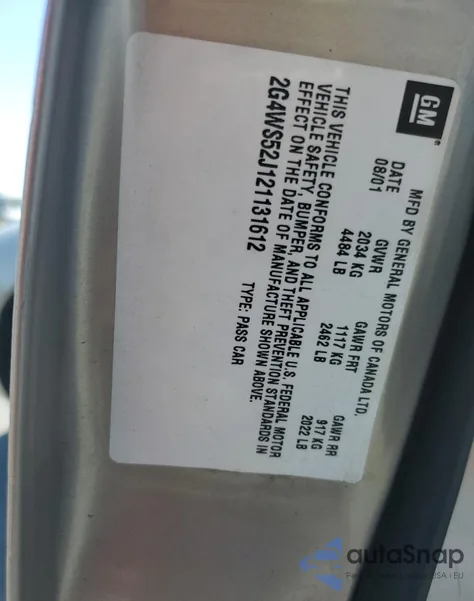 GM
MFD BY GENERAL MOTORS OF CANADA LTD.
DATE GVWR GAWR FRT GAWR RR
08/01 2034 KG 1117 KG 917 KG
4484 LB 2462 LB 2022 LB
THIS VEHICLE CONFORMS TO ALL APPLICABLE U.S. FEDERAL MOTOR
VEHICLE SAFETY, BUMPER, AND THEFT PREVENTION STANDARDS IN
EFFECT ON THE DATE OF MANUFACTURE SHOWN ABOVE.
2G4WS52J121131612 TYPE: PASS CAR
autoSnap